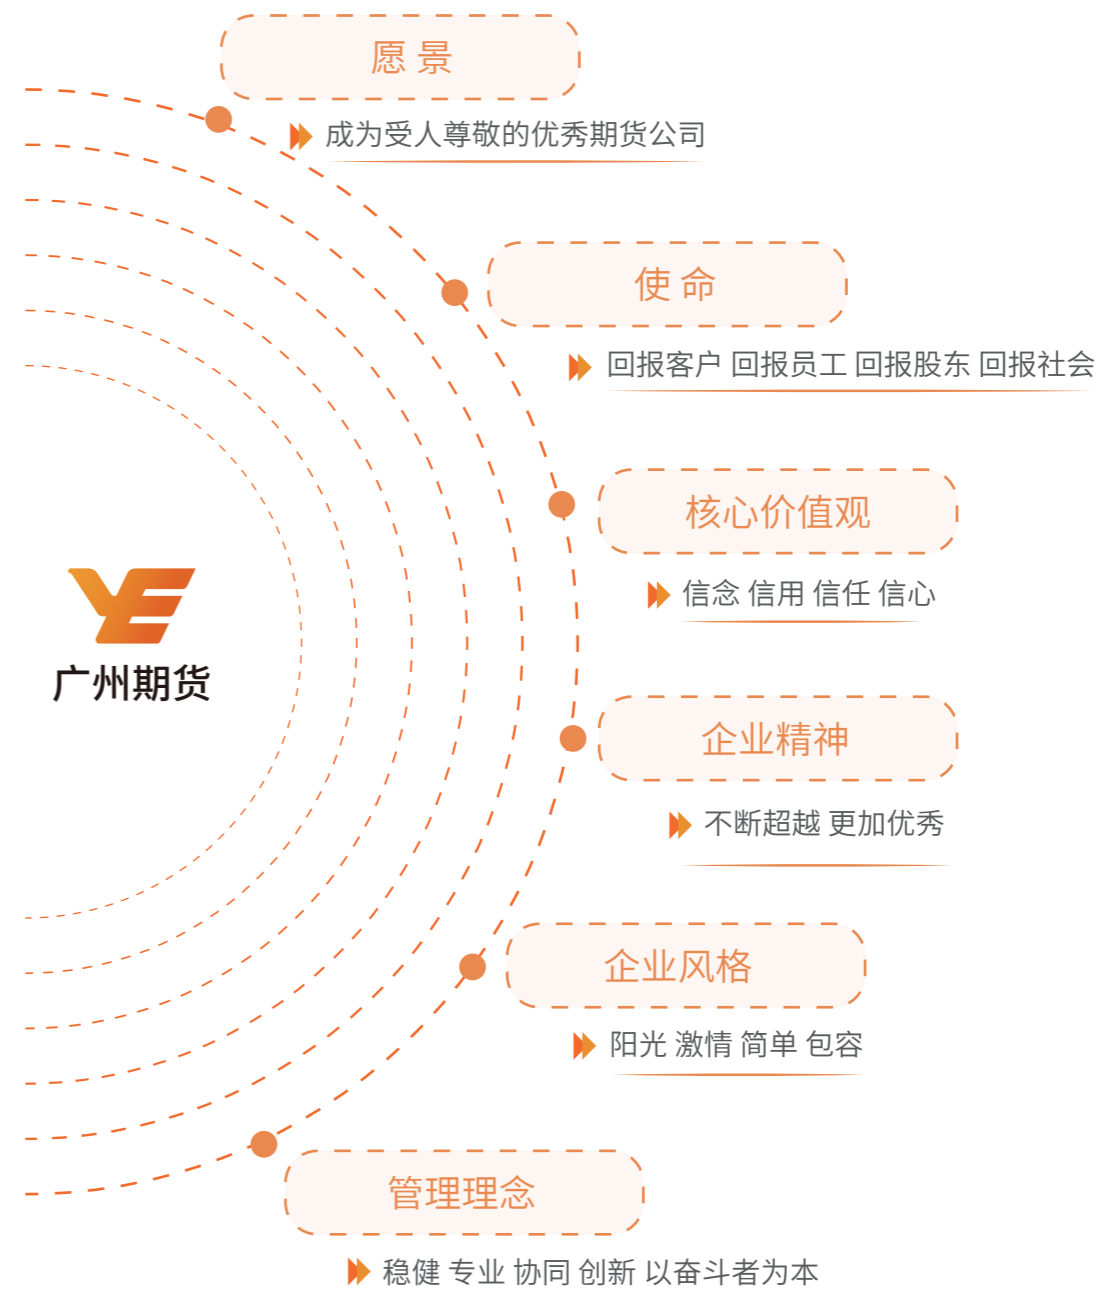 愿 景
成为受人尊敬的优秀期货公司
使 命
回报客户 回报员工 回报股东 回报社会
核心价值观
信念 信用 信任 信心
广州期货
企业精神
不断超越 更加优秀
企业风格
阳光 激情 简单 包容
管理理念
稳健 专业 协同 创新 以奋斗者为本